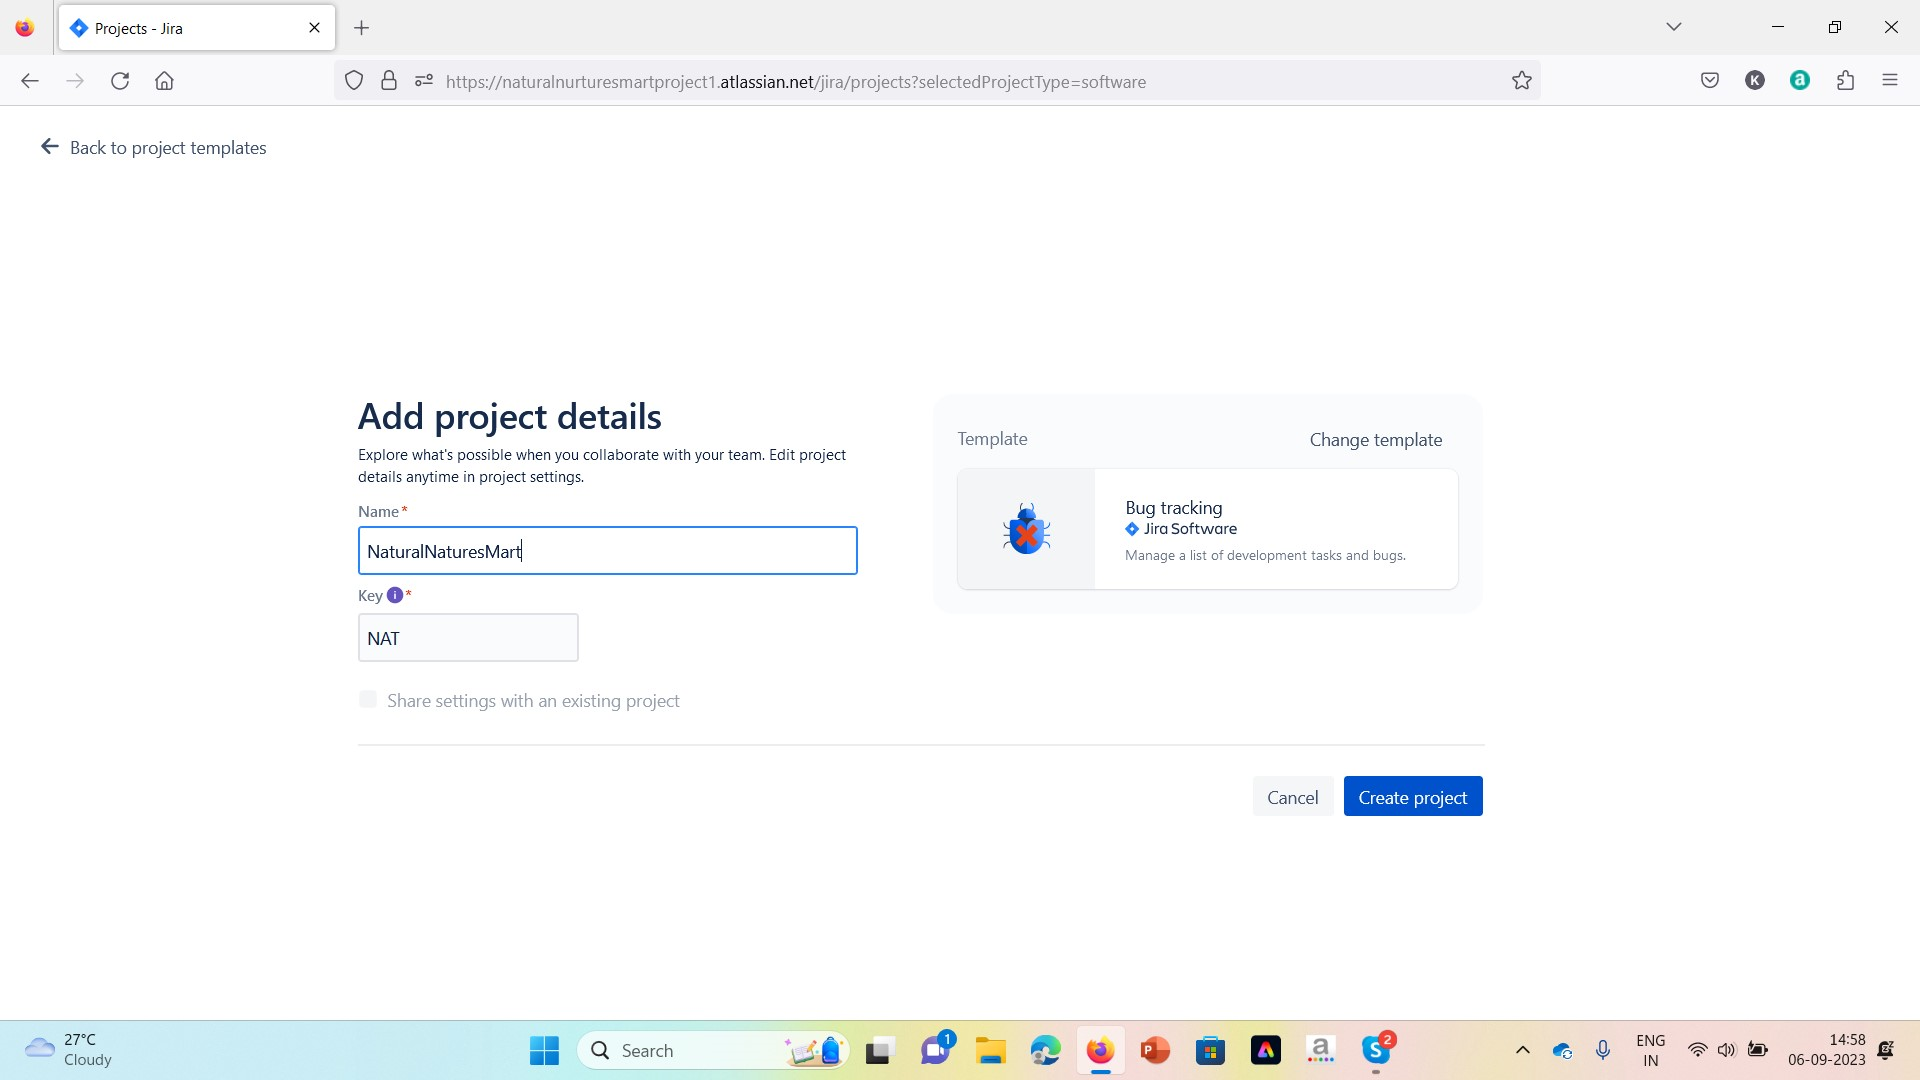 Projects - Jira
https://naturalnurturesmartproject1.atlassian.net/jira/projects?selectedProjectType=software
K
a
Back to project templates
Add project details
Explore what's possible when you collaborate with your team. Edit project
details anytime in project settings.
Name*
NaturalNaturesMart
Key i *
NAT
Share settings with an existing project
Template
Change template
Bug tracking
Jira Software
Manage a list of development tasks and bugs.
Cancel
Create project
27°C
Cloudy
Search
1
P
a
S
2
ENG
IN
14:58
06-09-2023